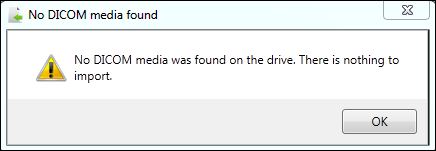 No DICOM media found
No DICOM media was found on the drive. There is nothing to
import.
OK